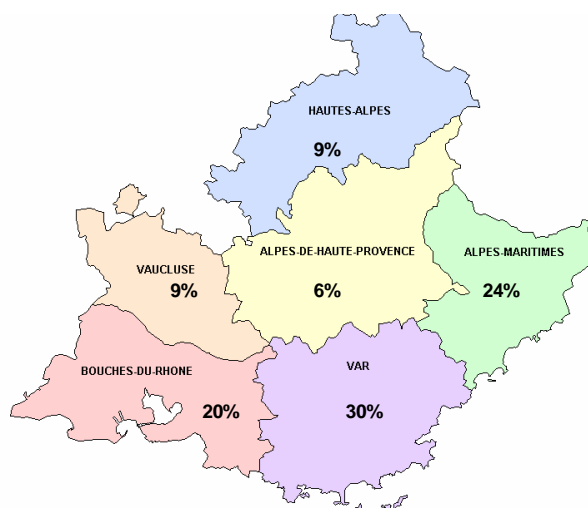 HAUTES-ALPES
9%
ALPES-DE-HAUTE-PROVENCE
6%
ALPES-MARITIMES
24%
VAUCLUSE
9%
BOUCHES-DU-RHONE
20%
VAR
30%